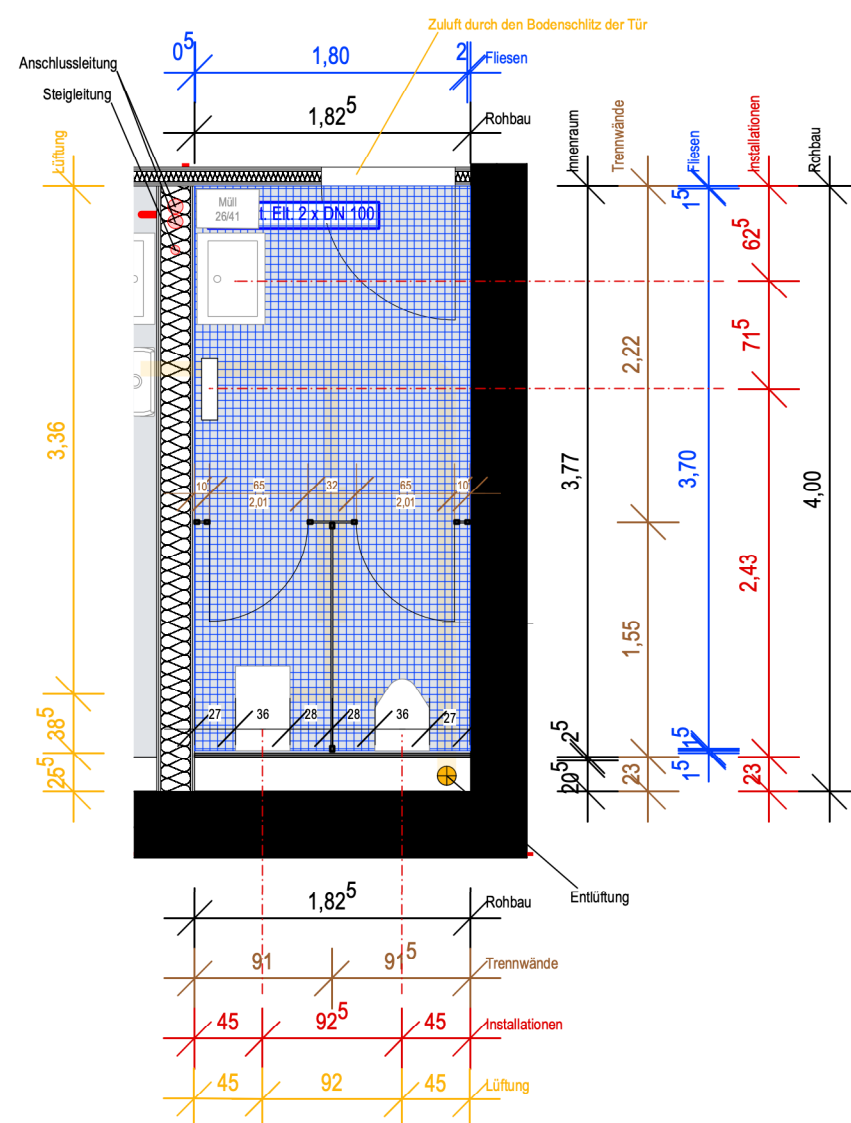 Zuluft durch den Bodenschlitz der Tür
0⁵ 1,80 2 Fliesen
Anschlussleitung
Steigleitung
1,82⁵ Rohbau
Lüftung
Innenraum
Trennwände
Fliesen
Installationen
Rohbau
Müll
26/41
t. Elt. 2 x DN 100
1⁵
62⁵
71⁵
2,22
3,36
3,77
3,70
4,00
10 65 32 65 10
2,01 2,01
2,43
1,55
27 36 28 28 36 27
38⁵
25⁵
2⁵
20⁵
23
1⁵
1⁵
23
Entlüftung
1,82⁵ Rohbau
91 91⁵ Trennwände
45 92⁵ 45 Installationen
45 92 45 Lüftung